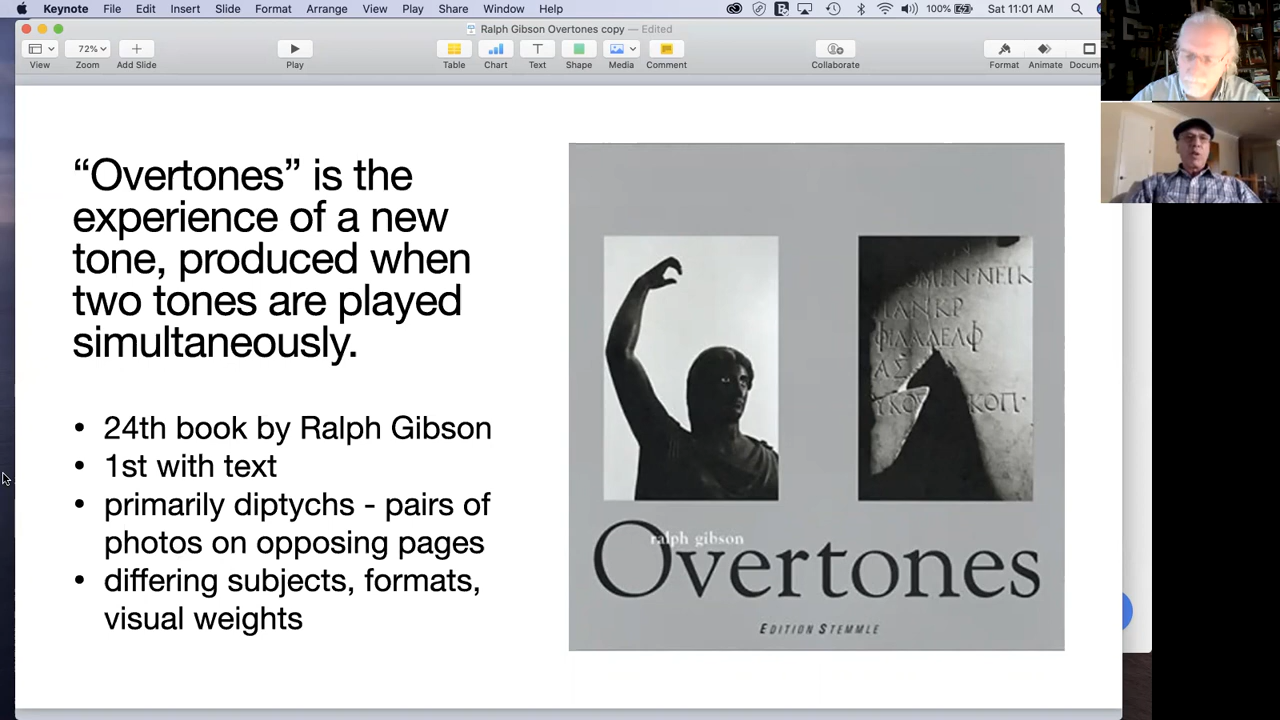 Keynote File Edit Insert Slide Format Arrange View Play Share Window Help 100% Sat 11:01 AM
Ralph Gibson Overtones copy — Edited
72%
View Zoom Add Slide Play Table Chart Text Shape Media Comment Collaborate Format Animate Docum
“Overtones” is the
experience of a new
tone, produced when
two tones are played
simultaneously.
• 24th book by Ralph Gibson
• 1st with text
• primarily diptychs - pairs of
photos on opposing pages
• differing subjects, formats,
visual weights
ΦΙΛΑΔΕΛΦ
ralph gibson
Overtones
EDITION STEMMLE